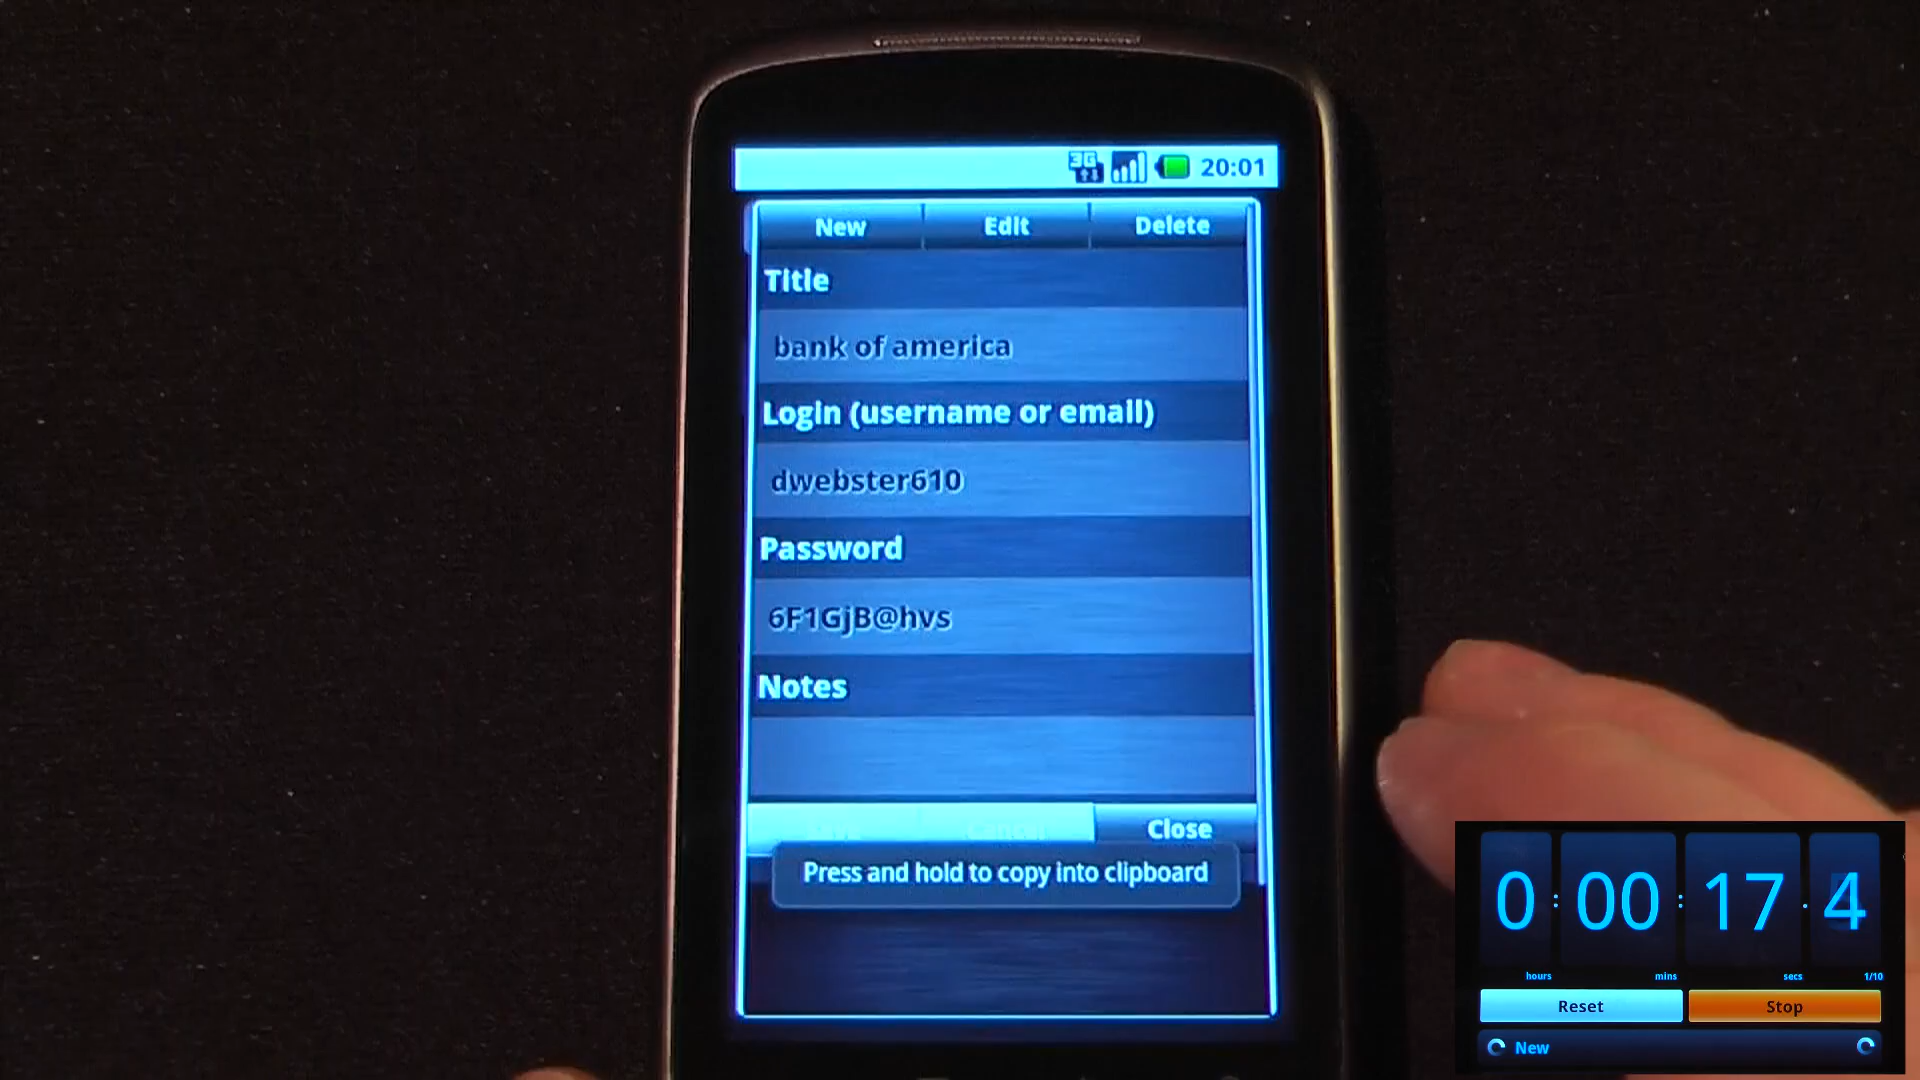 3G 20:01
New Edit Delete
Title
bank of america
Login (username or email)
dwebster610
Password
6F1GjB@hvs
Notes
Close
Press and hold to copy into clipboard
0 : 00 : 17 . 4
hours mins secs 1/10
Reset Stop
New